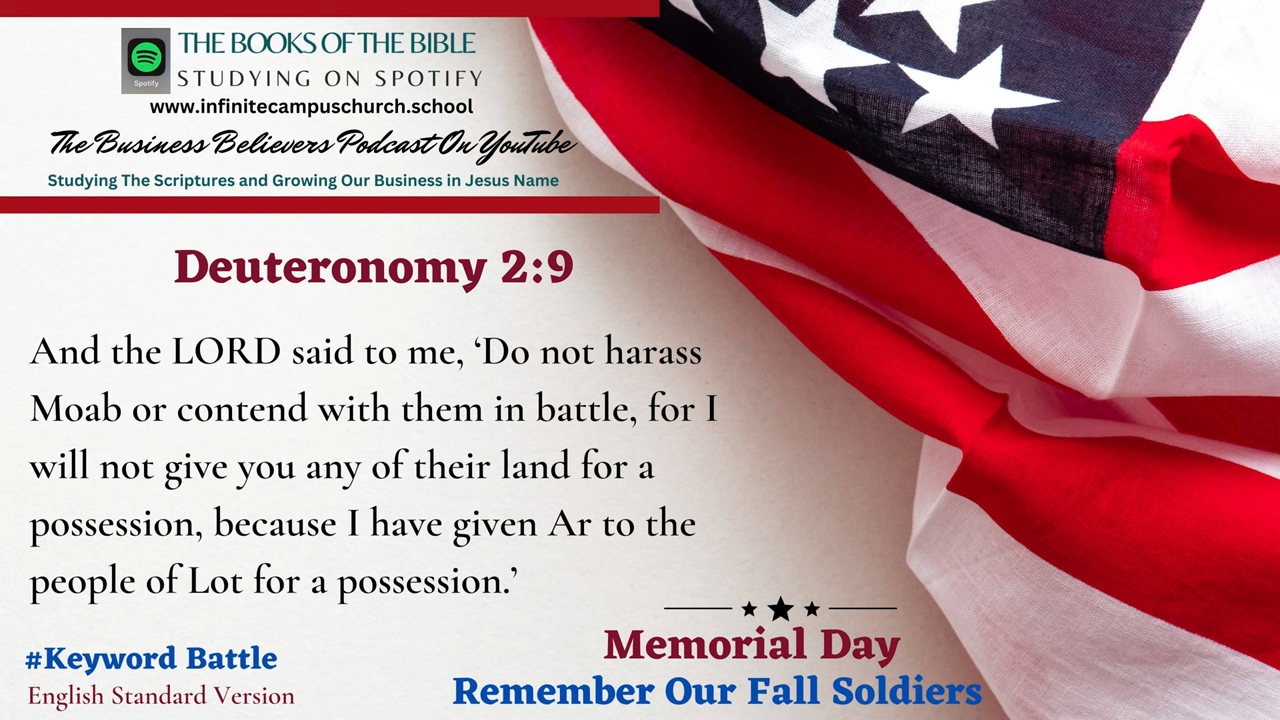 THE BOOKS OF THE BIBLE
Spotify
STUDYING ON SPOTIFY
www.infinitecampuschurch.school
The Business Believers Podcast On YouTube
Studying The Scriptures and Growing Our Business in Jesus Name
Deuteronomy 2:9
And the LORD said to me, ‘Do not harass
Moab or contend with them in battle, for I
will not give you any of their land for a
possession, because I have given Ar to the
people of Lot for a possession.’
#Keyword Battle
English Standard Version
Memorial Day
Remember Our Fall Soldiers